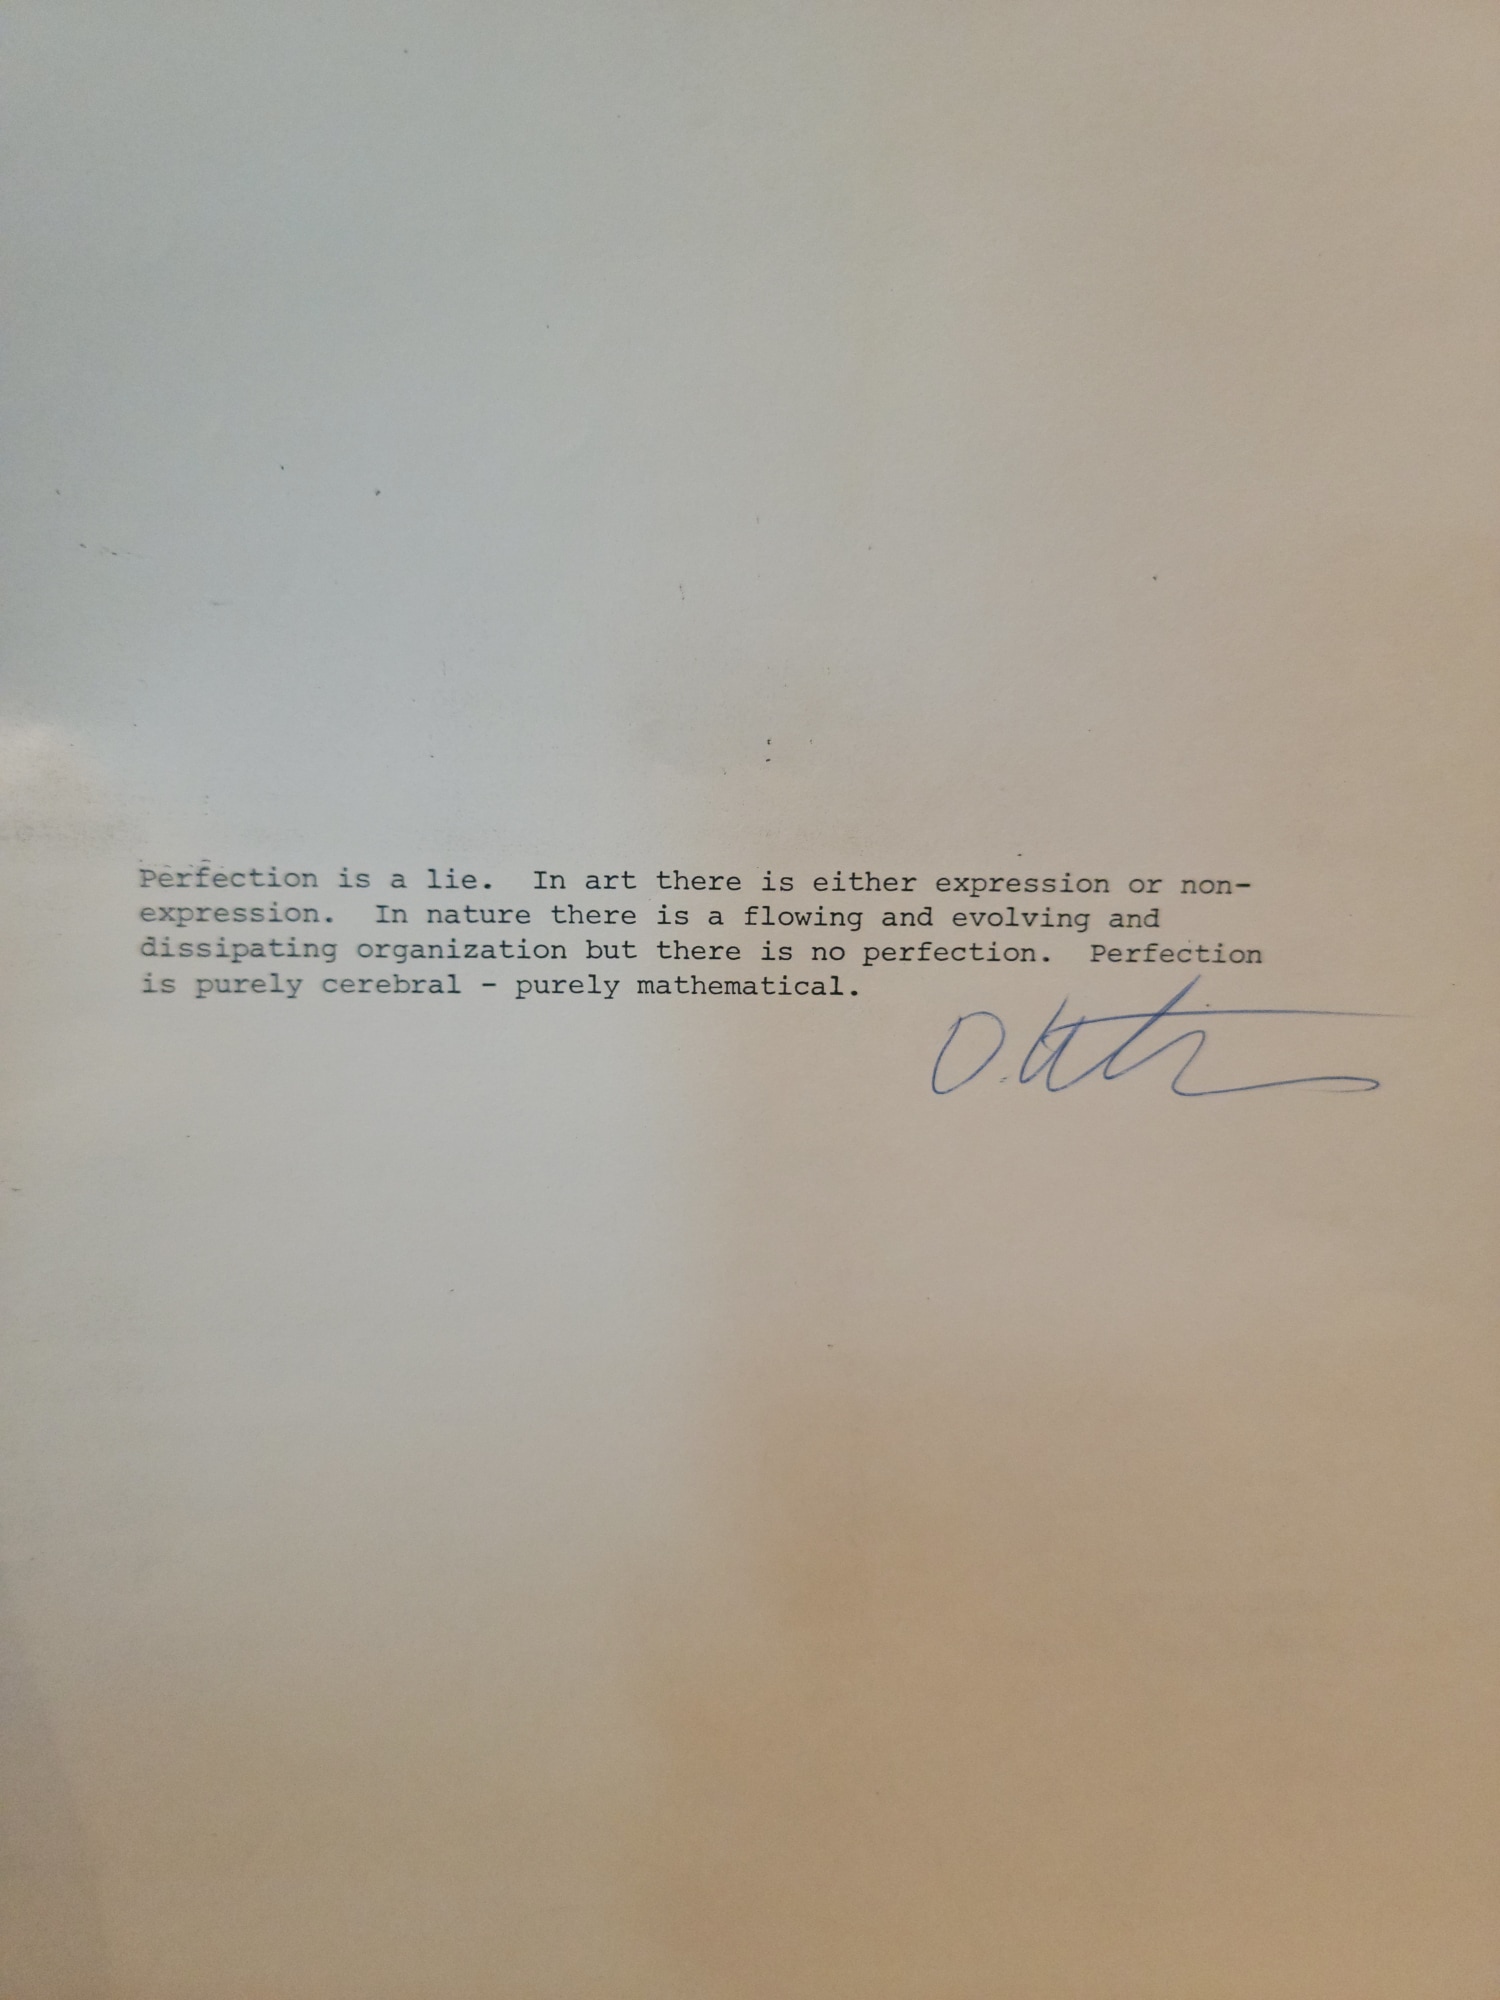 Perfection is a lie.  In art there is either expression or non-
expression.  In nature there is a flowing and evolving and
dissipating organization but there is no perfection.  Perfection
is purely cerebral - purely mathematical.